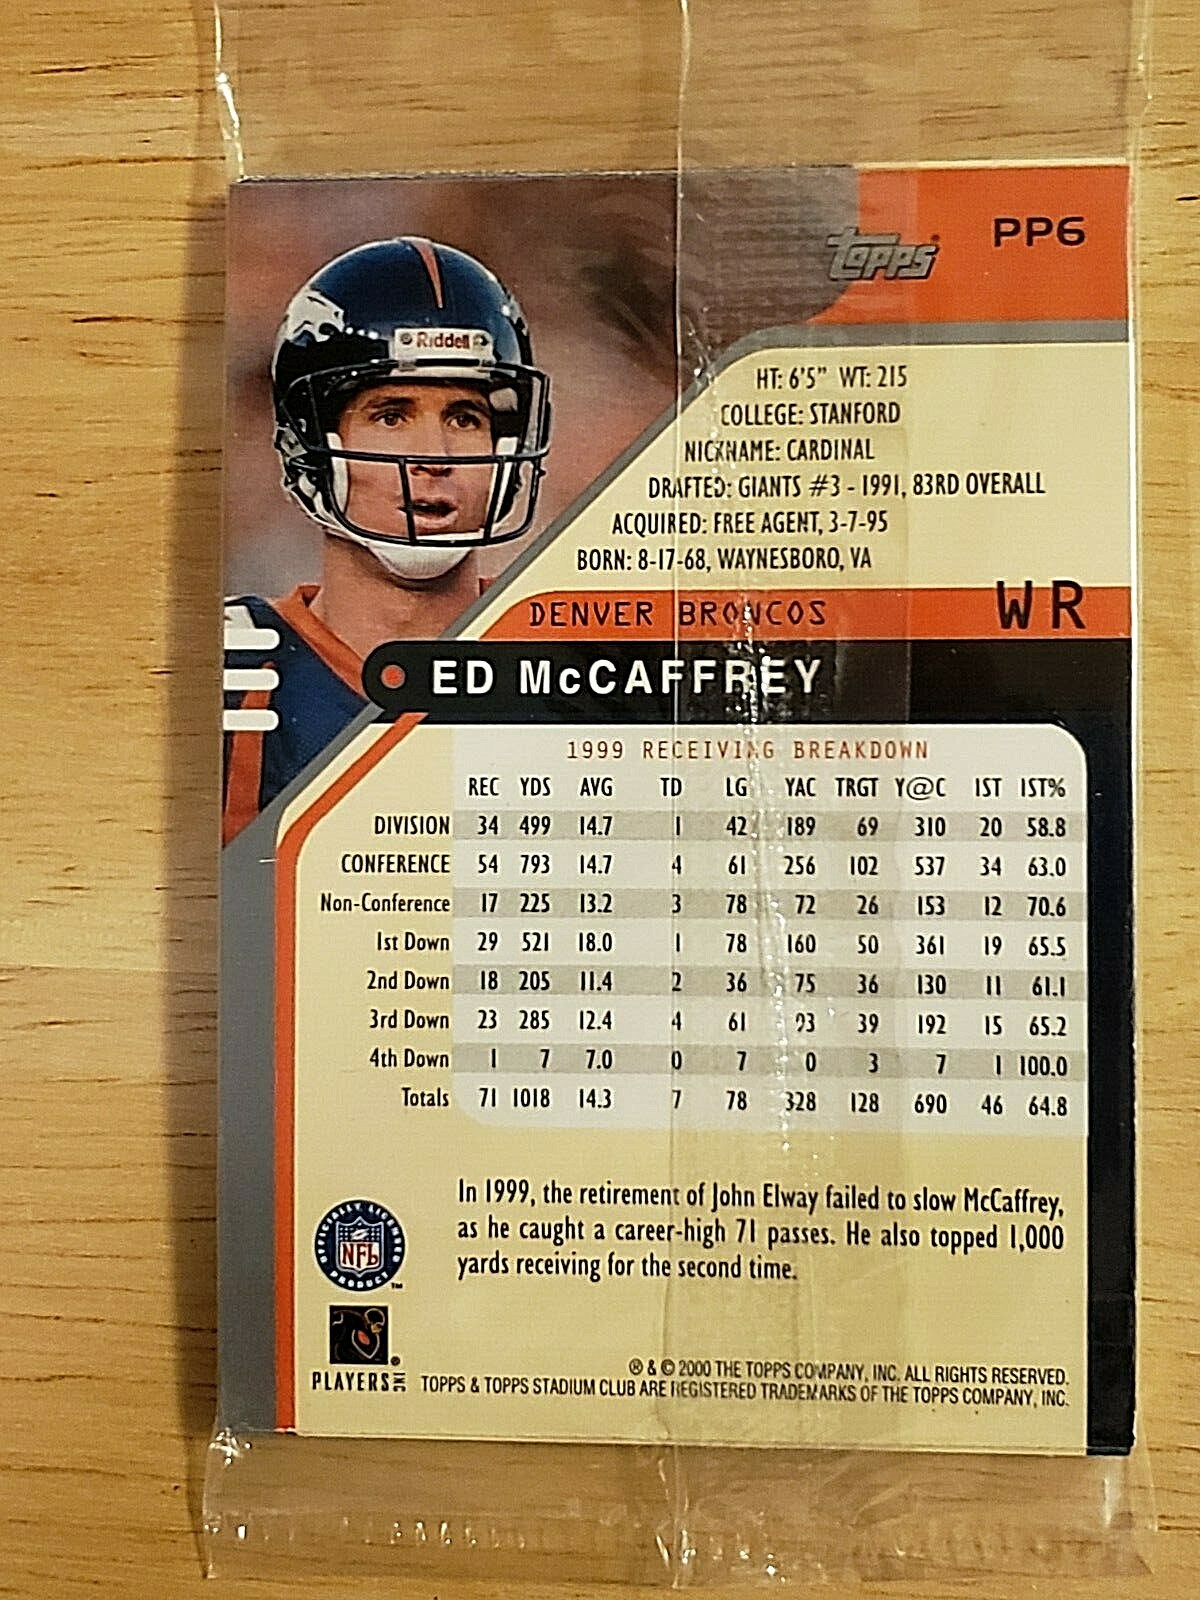 topps
PP6
Riddell
HT: 6'5" WT: 215
COLLEGE: STANFORD
NICKNAME: CARDINAL
DRAFTED: GIANTS #3 - 1991, 83RD OVERALL
ACQUIRED: FREE AGENT, 3-7-95
BORN: 8-17-68, WAYNESBORO, VA
DENVER BRONCOS WR
ED McCAFFREY
1999 RECEIVING BREAKDOWN
REC YDS AVG TD LG YAC TRGT Y@C 1ST 1ST%
DIVISION 34 499 14.7 1 42 189 69 310 20 58.8
CONFERENCE 54 793 14.7 4 61 256 102 537 34 63.0
Non-Conference 17 225 13.2 3 78 72 26 153 12 70.6
1st Down 29 521 18.0 1 78 160 50 361 19 65.5
2nd Down 18 205 11.4 2 36 75 36 130 11 61.1
3rd Down 23 285 12.4 4 61 93 39 192 15 65.2
4th Down 1 7 7.0 0 7 0 3 7 1 100.0
Totals 71 1018 14.3 7 78 328 128 690 46 64.8
In 1999, the retirement of John Elway failed to slow McCaffrey,
as he caught a career-high 71 passes. He also topped 1,000
yards receiving for the second time.
OFFICIALLY LICENSED
NFL
PRODUCT
™
®
PLAYERS INC
® & © 2000 THE TOPPS COMPANY, INC. ALL RIGHTS RESERVED.
TOPPS & TOPPS STADIUM CLUB ARE REGISTERED TRADEMARKS OF THE TOPPS COMPANY, INC.